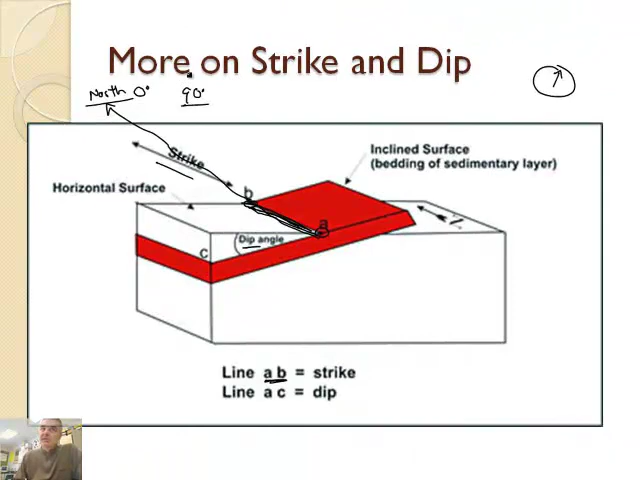 More on Strike and Dip
North 0°
90°
Strike
Inclined Surface
(bedding of sedimentary layer)
Horizontal Surface
b
a
Dip angle
c
Line a b = strike
Line a c = dip